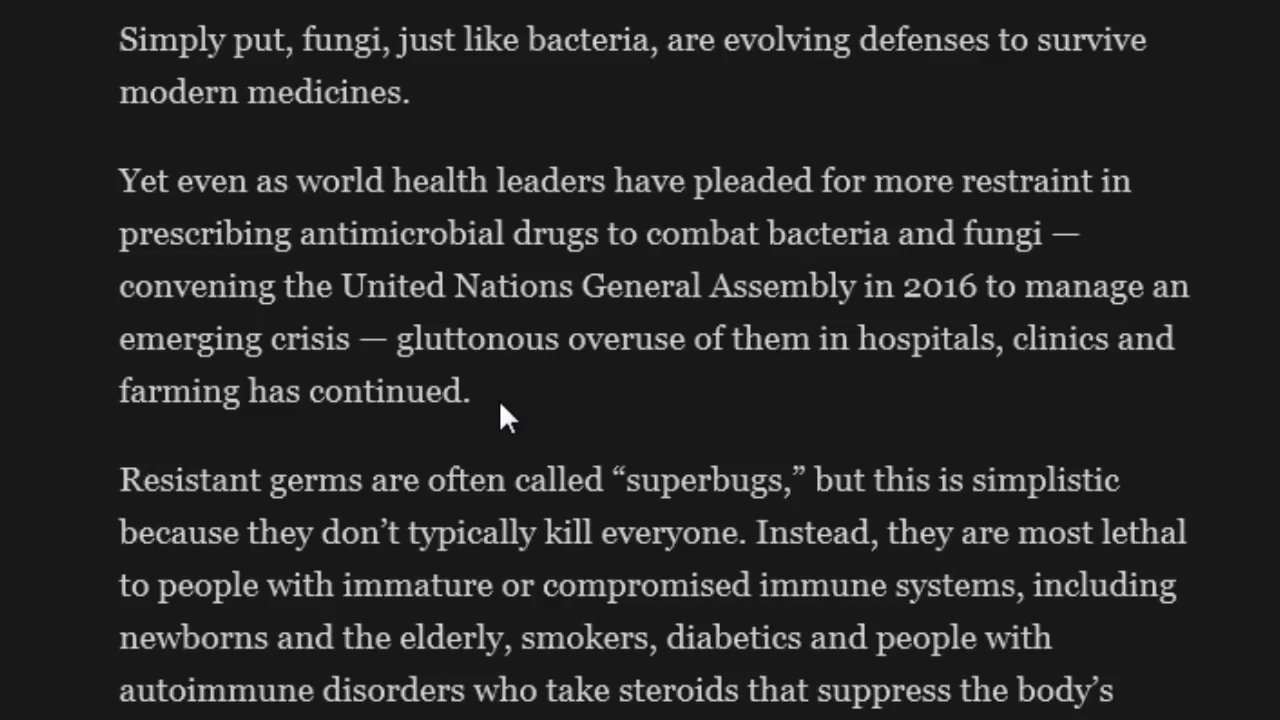 Simply put, fungi, just like bacteria, are evolving defenses to survive
modern medicines.
Yet even as world health leaders have pleaded for more restraint in
prescribing antimicrobial drugs to combat bacteria and fungi —
convening the United Nations General Assembly in 2016 to manage an
emerging crisis — gluttonous overuse of them in hospitals, clinics and
farming has continued.
Resistant germs are often called “superbugs,” but this is simplistic
because they don’t typically kill everyone. Instead, they are most lethal
to people with immature or compromised immune systems, including
newborns and the elderly, smokers, diabetics and people with
autoimmune disorders who take steroids that suppress the body’s